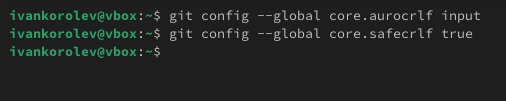 ivankorolev@vbox:~$ git config --global core.aurocrlf input
ivankorolev@vbox:~$ git config --global core.safecrlf true
ivankorolev@vbox:~$